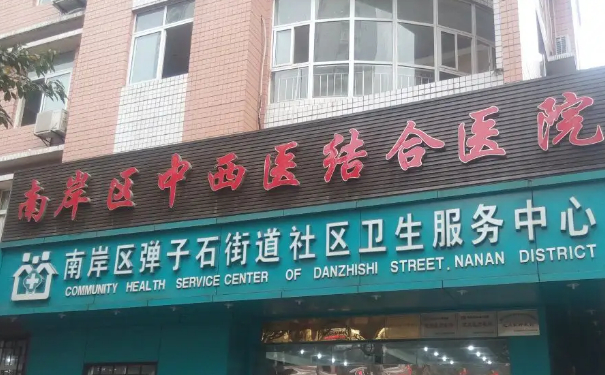 南岸区中西医结合医院
南岸区弹子石街道社区卫生服务中心
COMMUNITY HEALTH SERVICE CENTER OF DANZHISHI STREET. NANAN DISTRICT